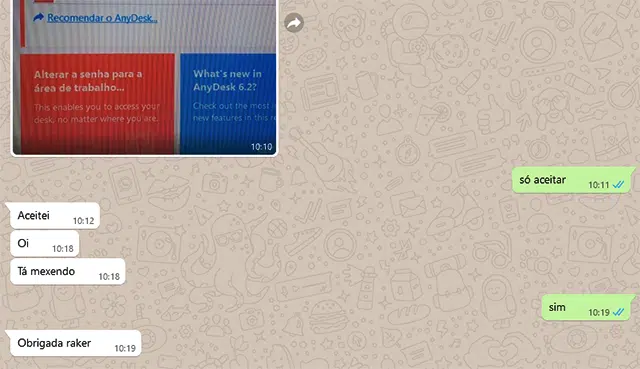 Recomendar o AnyDesk...
Alterar a senha para a
área de trabalho...
This enables you to access your
desk, no matter where you are.
What's new in
AnyDesk 6.2?
Check out the most i
new features in this re
10:10
só aceitar
10:11
Aceitei
10:12
Oi
10:18
Tá mexendo
10:18
sim
10:19
Obrigada raker
10:19